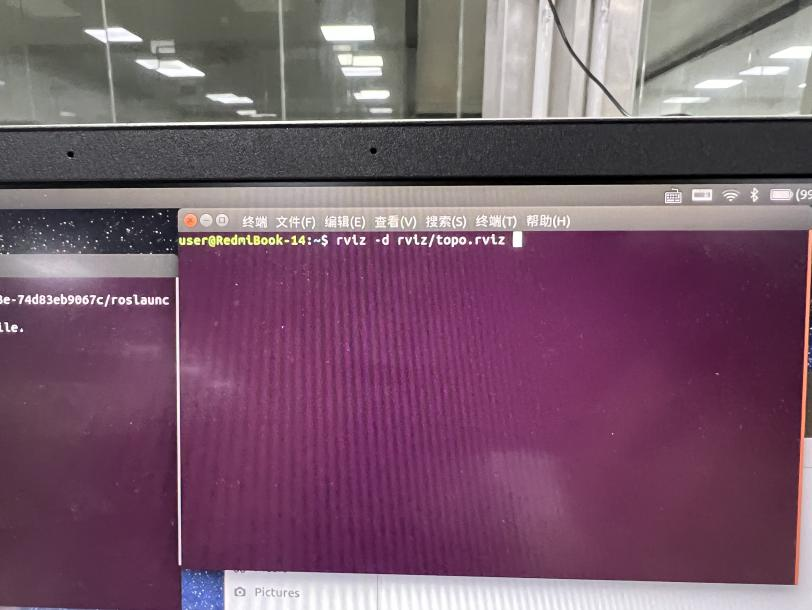 (99
终端 文件(F) 编辑(E) 查看(V) 搜索(S) 终端(T) 帮助(H)
user@RedmiBook-14:~$ rviz -d rviz/topo.rviz
3e-74d83eb9067c/roslaunc
ile.
Pictures